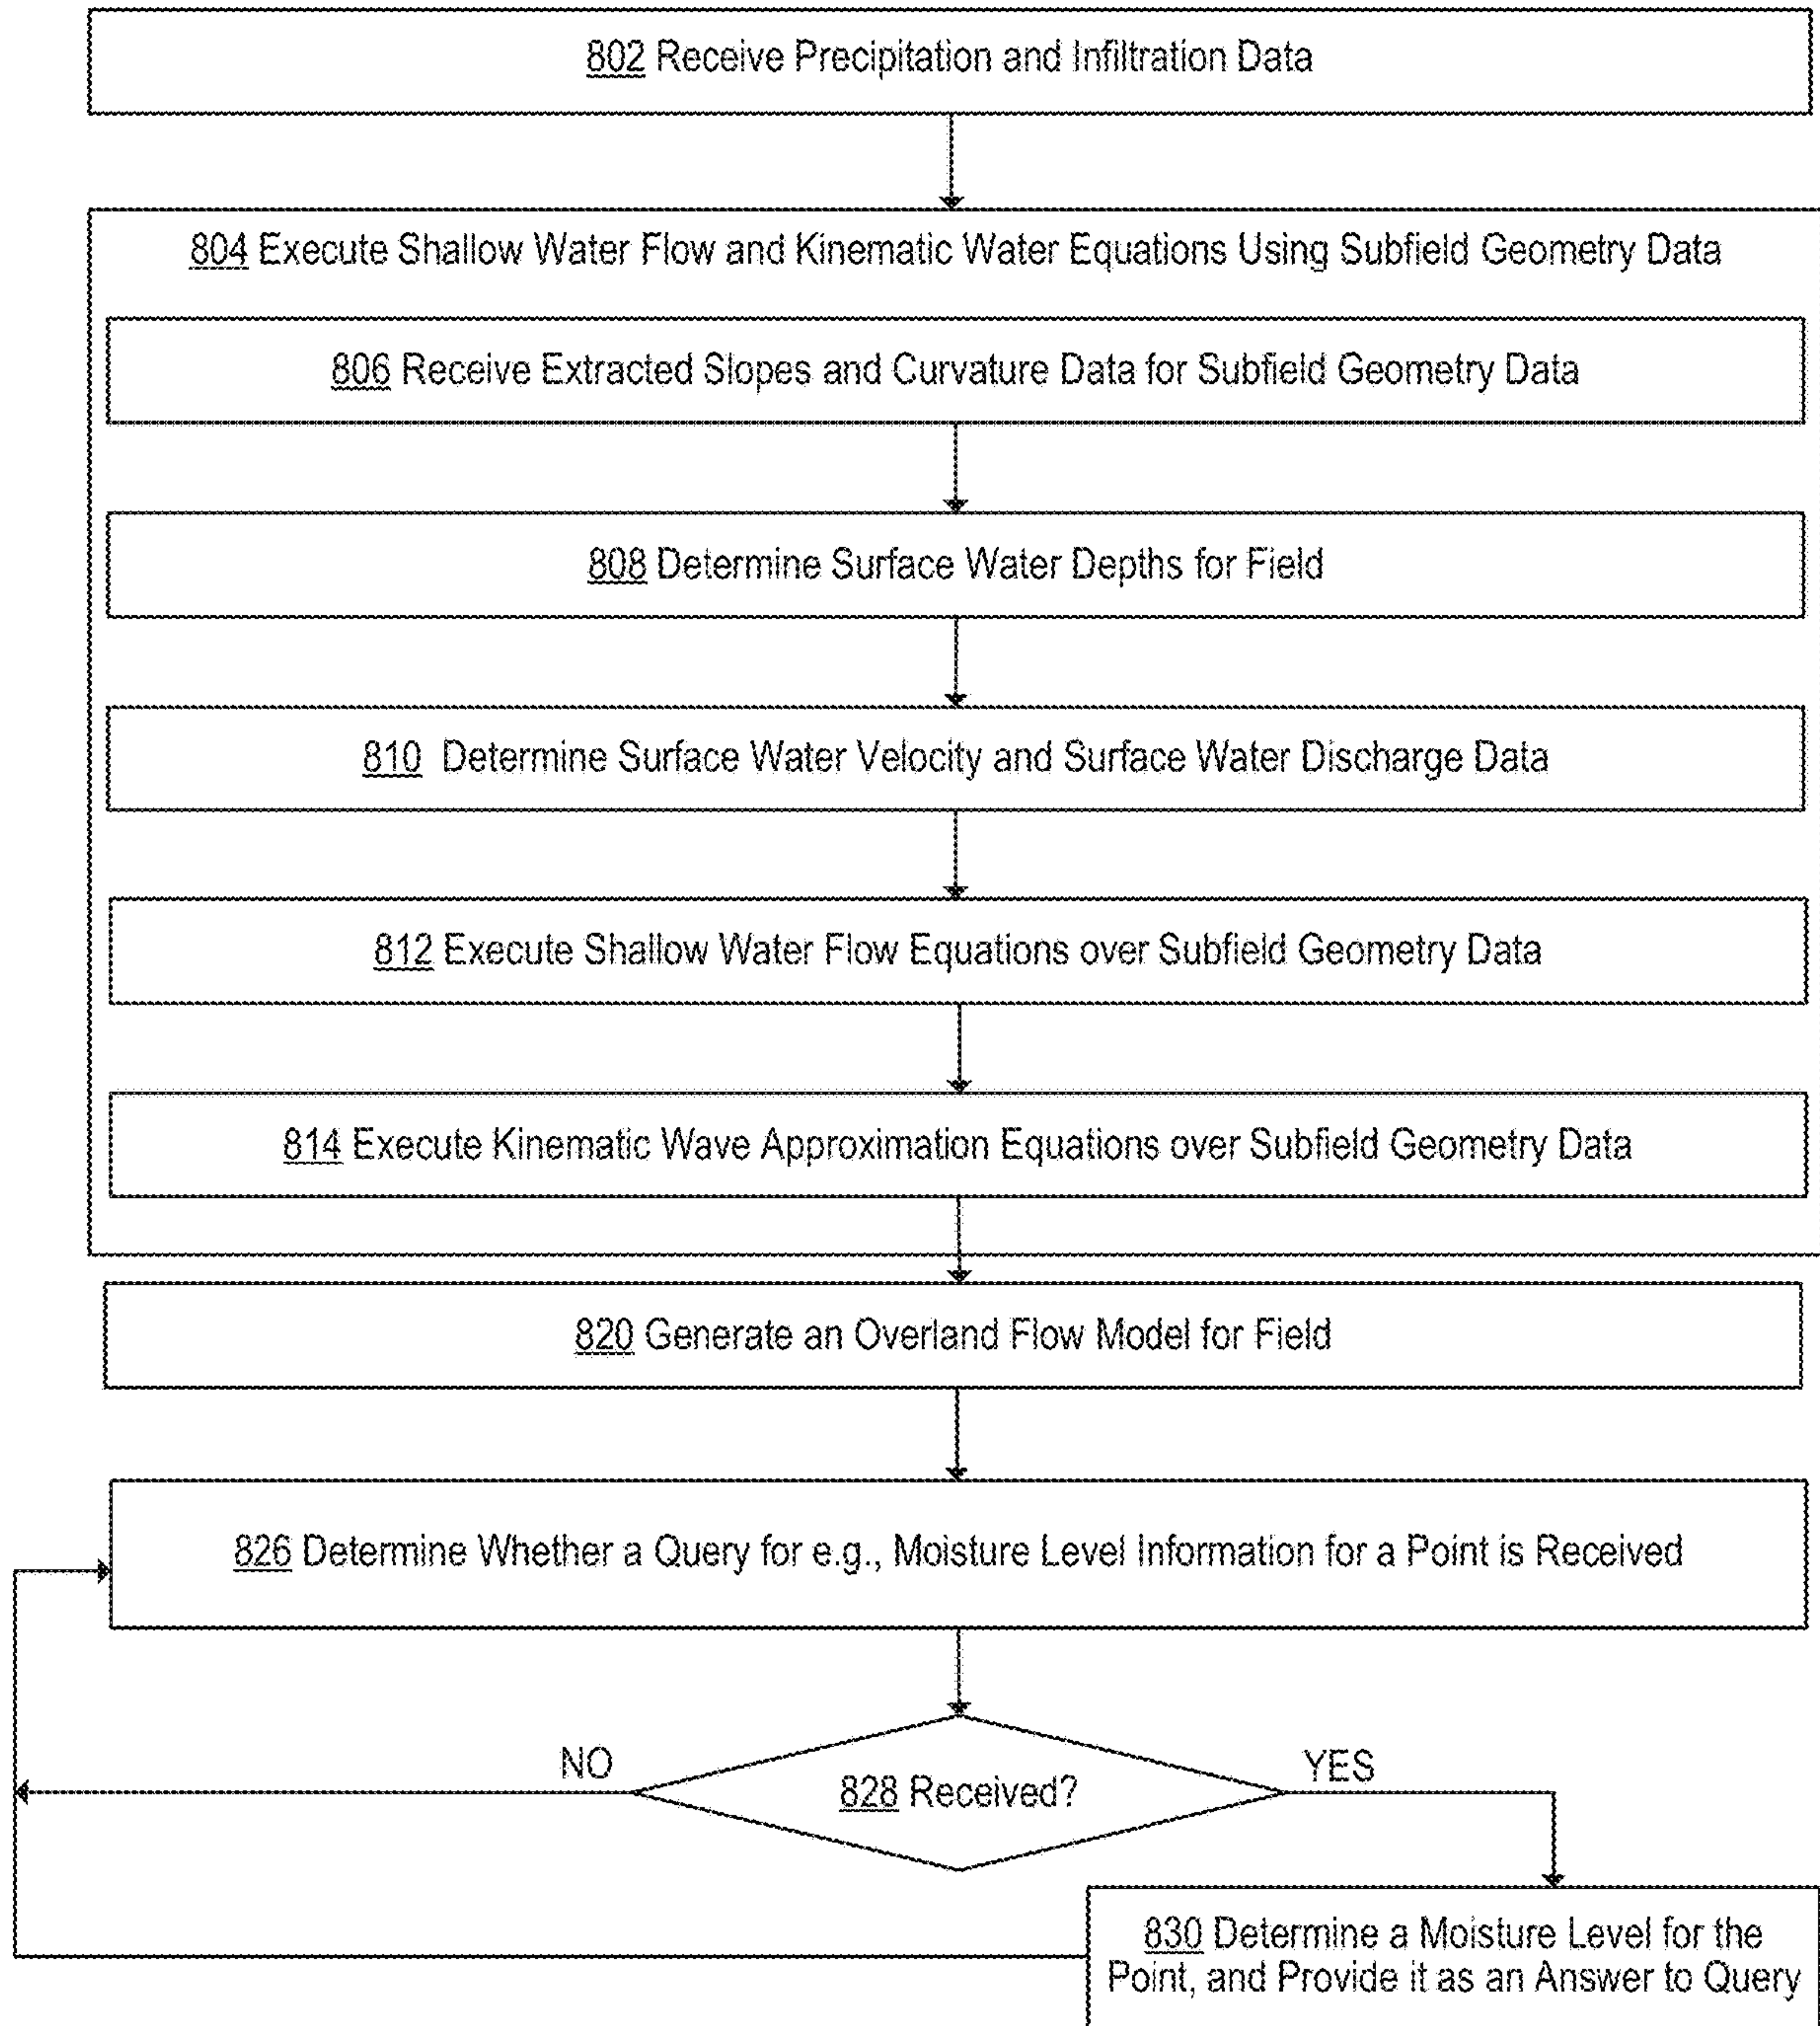 802 Receive Precipitation and Infiltration Data
804 Execute Shallow Water Flow and Kinematic Water Equations Using Subfield Geometry Data
806 Receive Extracted Slopes and Curvature Data for Subfield Geometry Data
808 Determine Surface Water Depths for Field
810 Determine Surface Water Velocity and Surface Water Discharge Data
812 Execute Shallow Water Flow Equations over Subfield Geometry Data
814 Execute Kinematic Wave Approximation Equations over Subfield Geometry Data
820 Generate an Overland Flow Model for Field
826 Determine Whether a Query for e.g., Moisture Level Information for a Point is Received
NO
YES
828 Received?
830 Determine a Moisture Level for the
Point, and Provide it as an Answer to Query